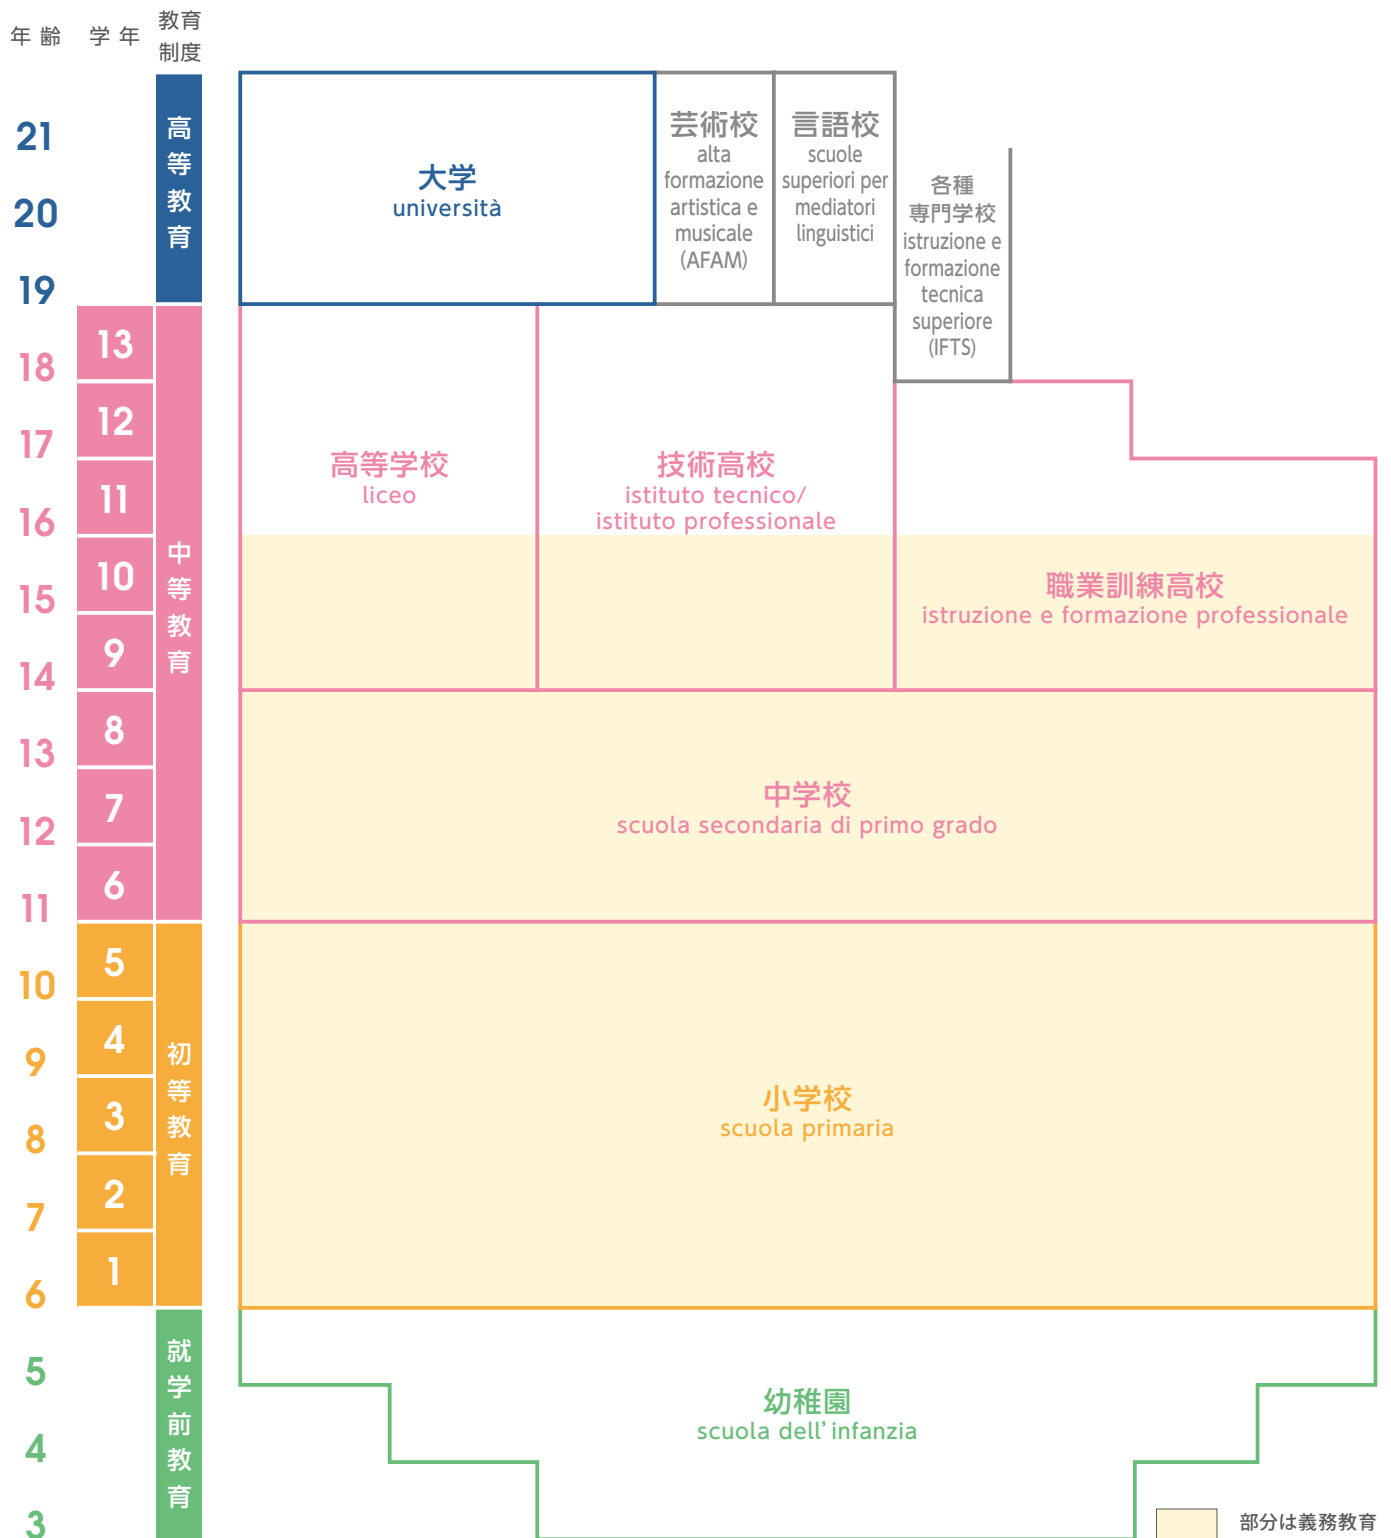 年齢
学年
教育
制度
21
20
19
18
17
16
15
14
13
12
11
10
9
8
7
6
5
4
3
13
12
11
10
9
8
7
6
5
4
3
2
1
高等教育
中等教育
初等教育
就学前教育
大学
università
芸術校
alta
formazione
artistica e
musicale
(AFAM)
言語校
scuole
superiori per
mediatori
linguistici
各種
専門学校
istruzione e
formazione
tecnica
superiore
(IFTS)
高等学校
liceo
技術高校
istituto tecnico/
istituto professionale
職業訓練高校
istruzione e formazione professionale
中学校
scuola secondaria di primo grado
小学校
scuola primaria
幼稚園
scuola dell’infanzia
部分は義務教育